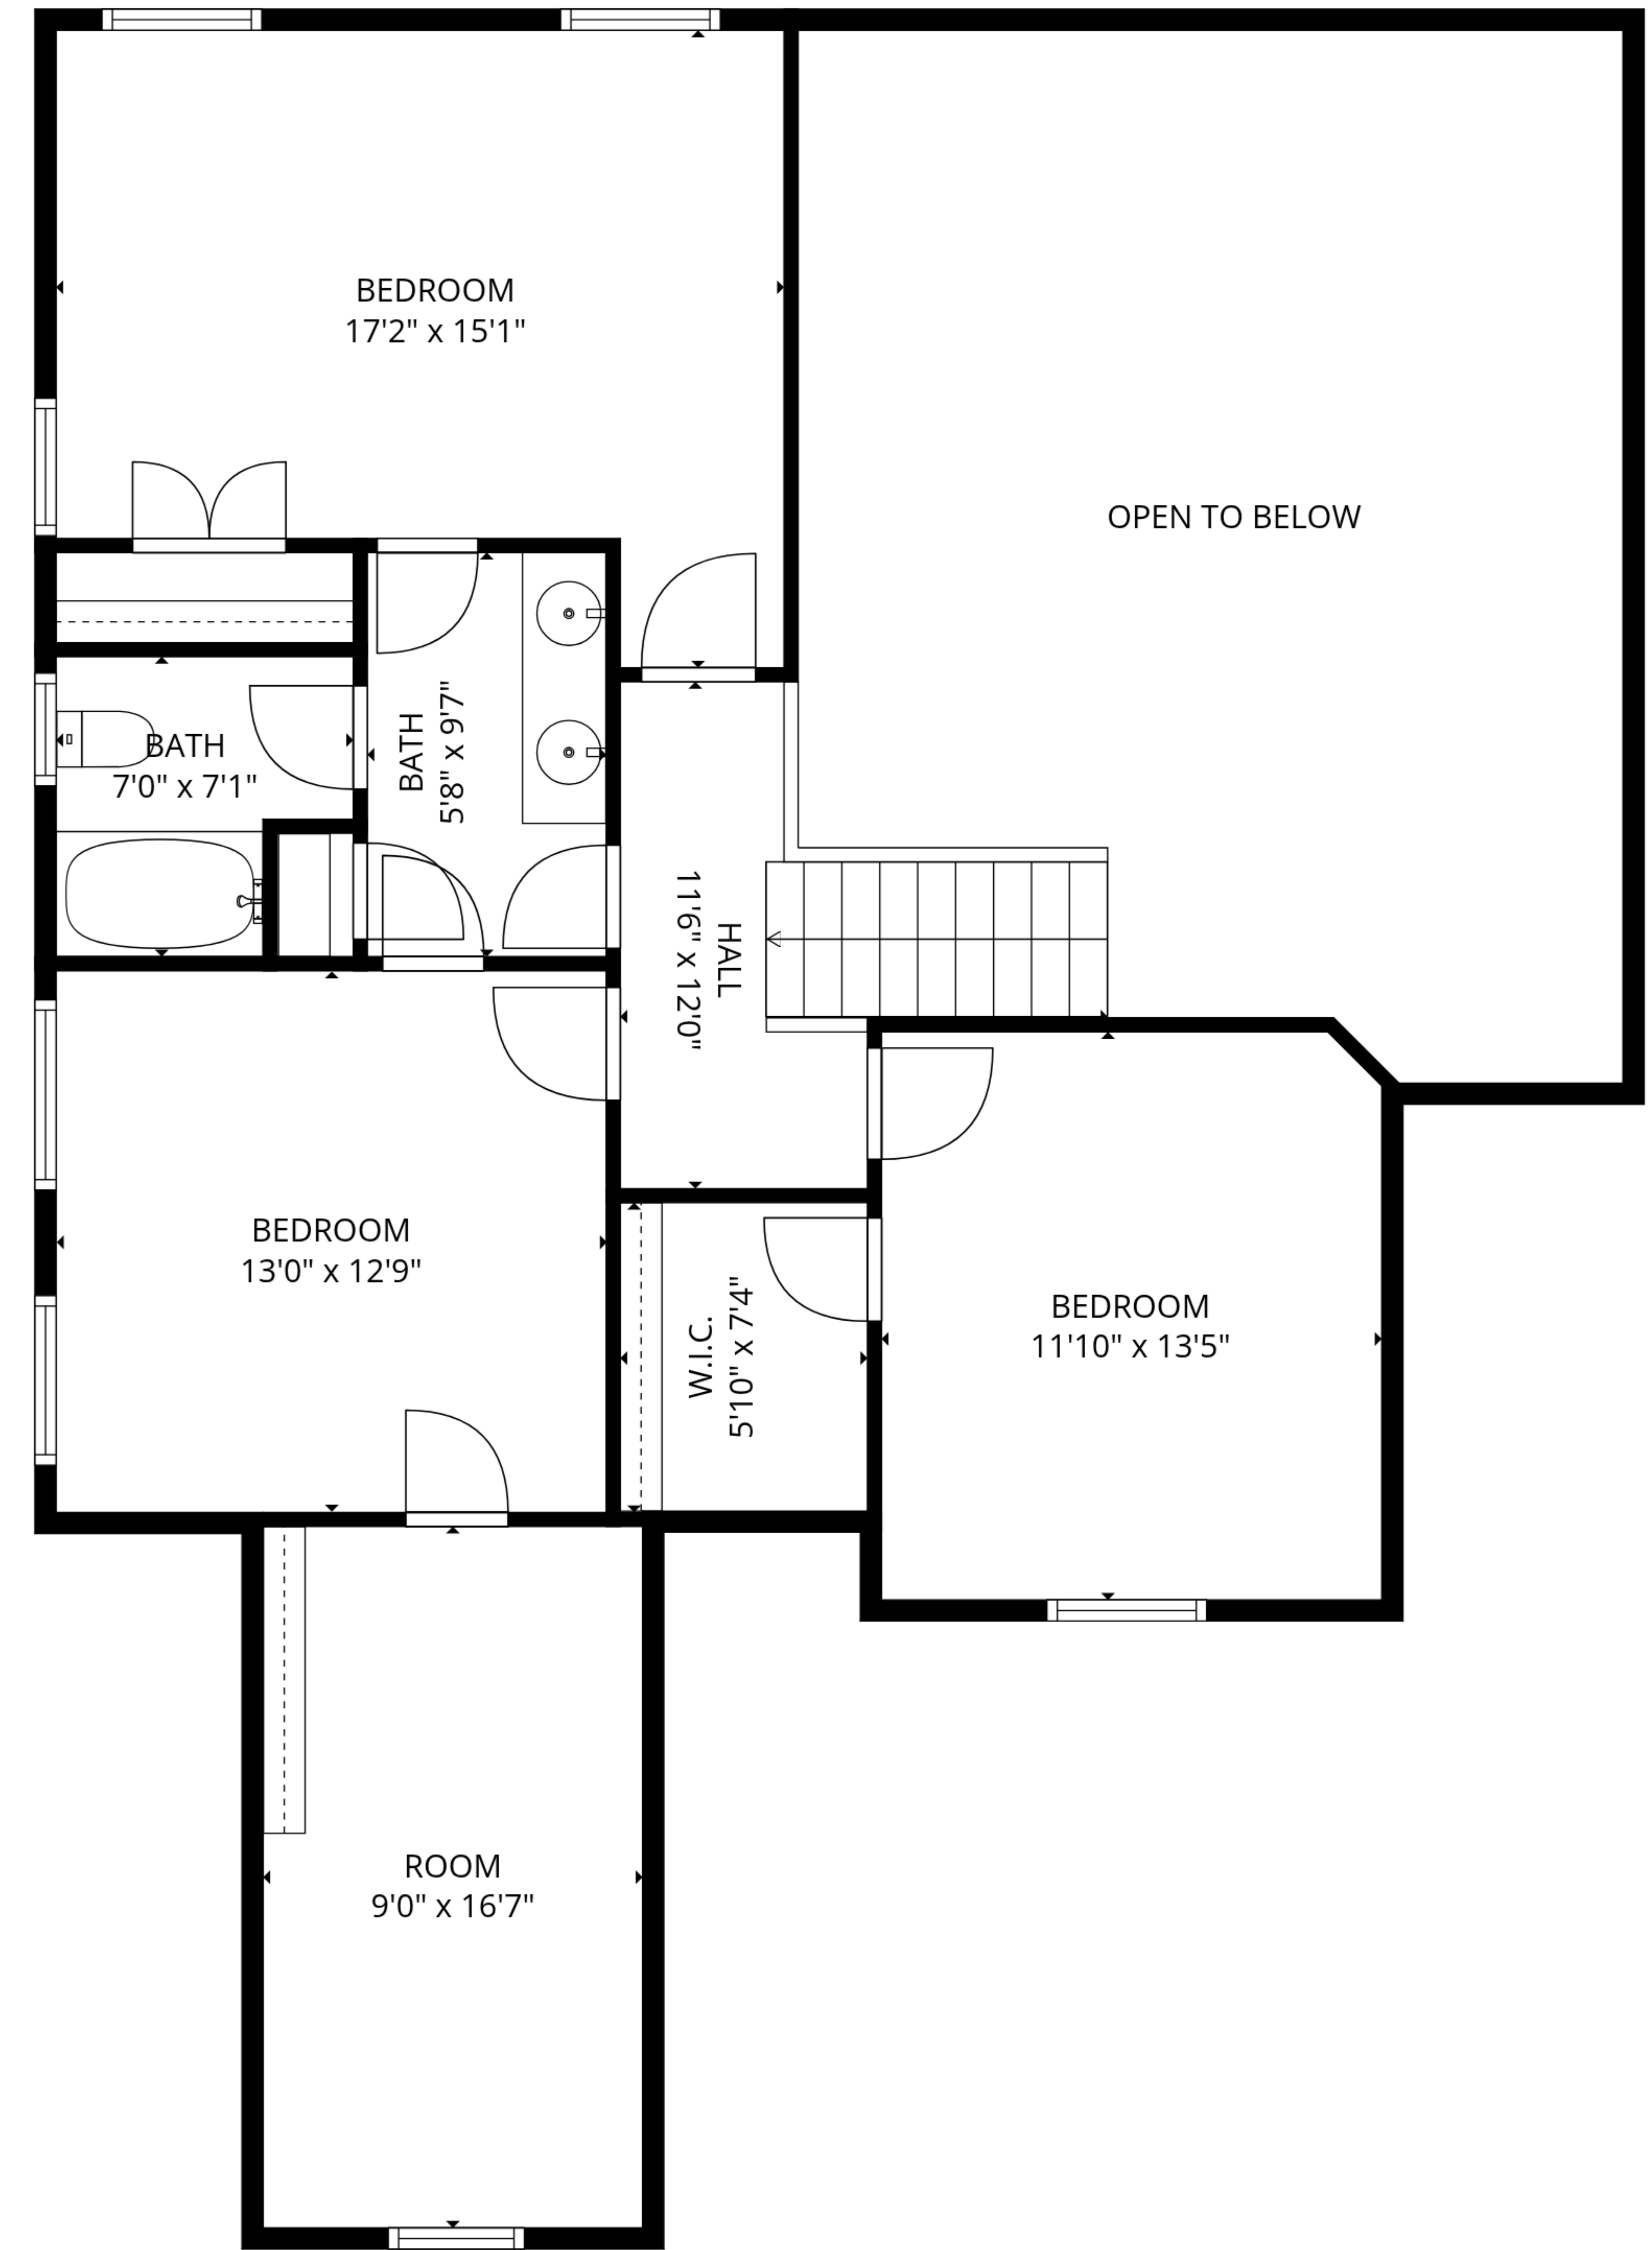 BEDROOM
17'2" x 15'1"
OPEN TO BELOW
BATH
7'0" x 7'1"
BATH
5'8" x 9'7"
HALL
11'6" x 12'0"
BEDROOM
13'0" x 12'9"
W.I.C.
5'10" x 7'4"
BEDROOM
11'10" x 13'5"
ROOM
9'0" x 16'7"